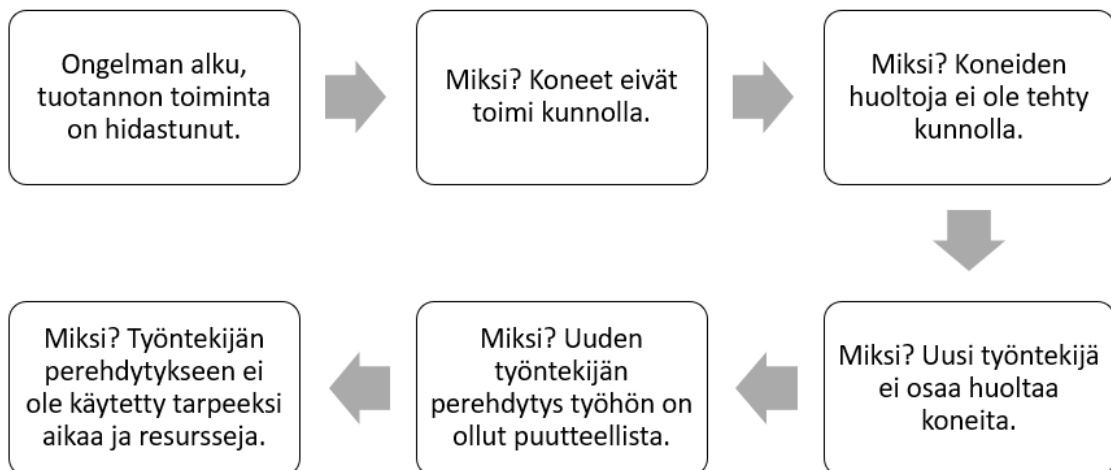 Ongelman alku,
tuotannon toiminta
on hidastunut.
Miksi? Koneet eivät
toimi kunnolla.
Miksi? Koneiden
huoltoja ei ole tehty
kunnolla.
Miksi? Uusi työntekijä
ei osaa huoltaa
koneita.
Miksi? Uuden
työntekijän
perehdytys työhön on
ollut puutteellista.
Miksi? Työntekijän
perehdytykseen ei
ole käytetty tarpeeksi
aikaa ja resursseja.